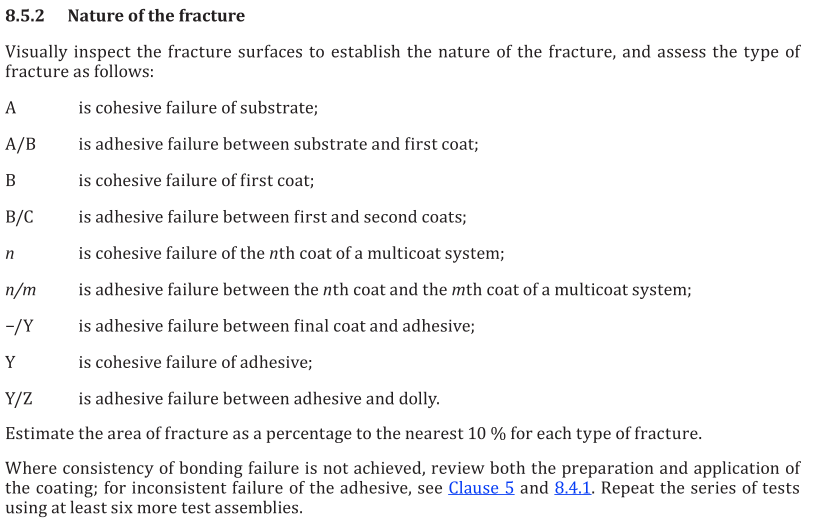 8.5.2 Nature of the fracture
Visually inspect the fracture surfaces to establish the nature of the fracture, and assess the type of
fracture as follows:
A is cohesive failure of substrate;
A/B is adhesive failure between substrate and first coat;
B is cohesive failure of first coat;
B/C is adhesive failure between first and second coats;
n is cohesive failure of the nth coat of a multicoat system;
n/m is adhesive failure between the nth coat and the mth coat of a multicoat system;
−/Y is adhesive failure between final coat and adhesive;
Y is cohesive failure of adhesive;
Y/Z is adhesive failure between adhesive and dolly.
Estimate the area of fracture as a percentage to the nearest 10 % for each type of fracture.
Where consistency of bonding failure is not achieved, review both the preparation and application of
the coating; for inconsistent failure of the adhesive, see Clause 5 and 8.4.1. Repeat the series of tests
using at least six more test assemblies.